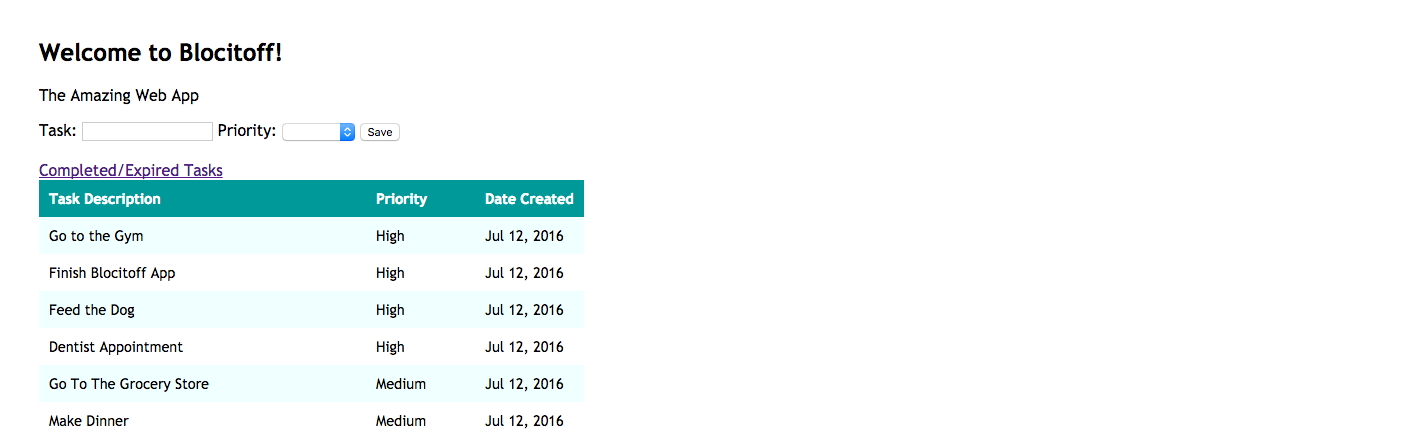 Welcome to Blocitoff!
The Amazing Web App
Task: Priority: Save
Completed/Expired Tasks
Task Description Priority Date Created
Go to the Gym High Jul 12, 2016
Finish Blocitoff App High Jul 12, 2016
Feed the Dog High Jul 12, 2016
Dentist Appointment High Jul 12, 2016
Go To The Grocery Store Medium Jul 12, 2016
Make Dinner Medium Jul 12, 2016